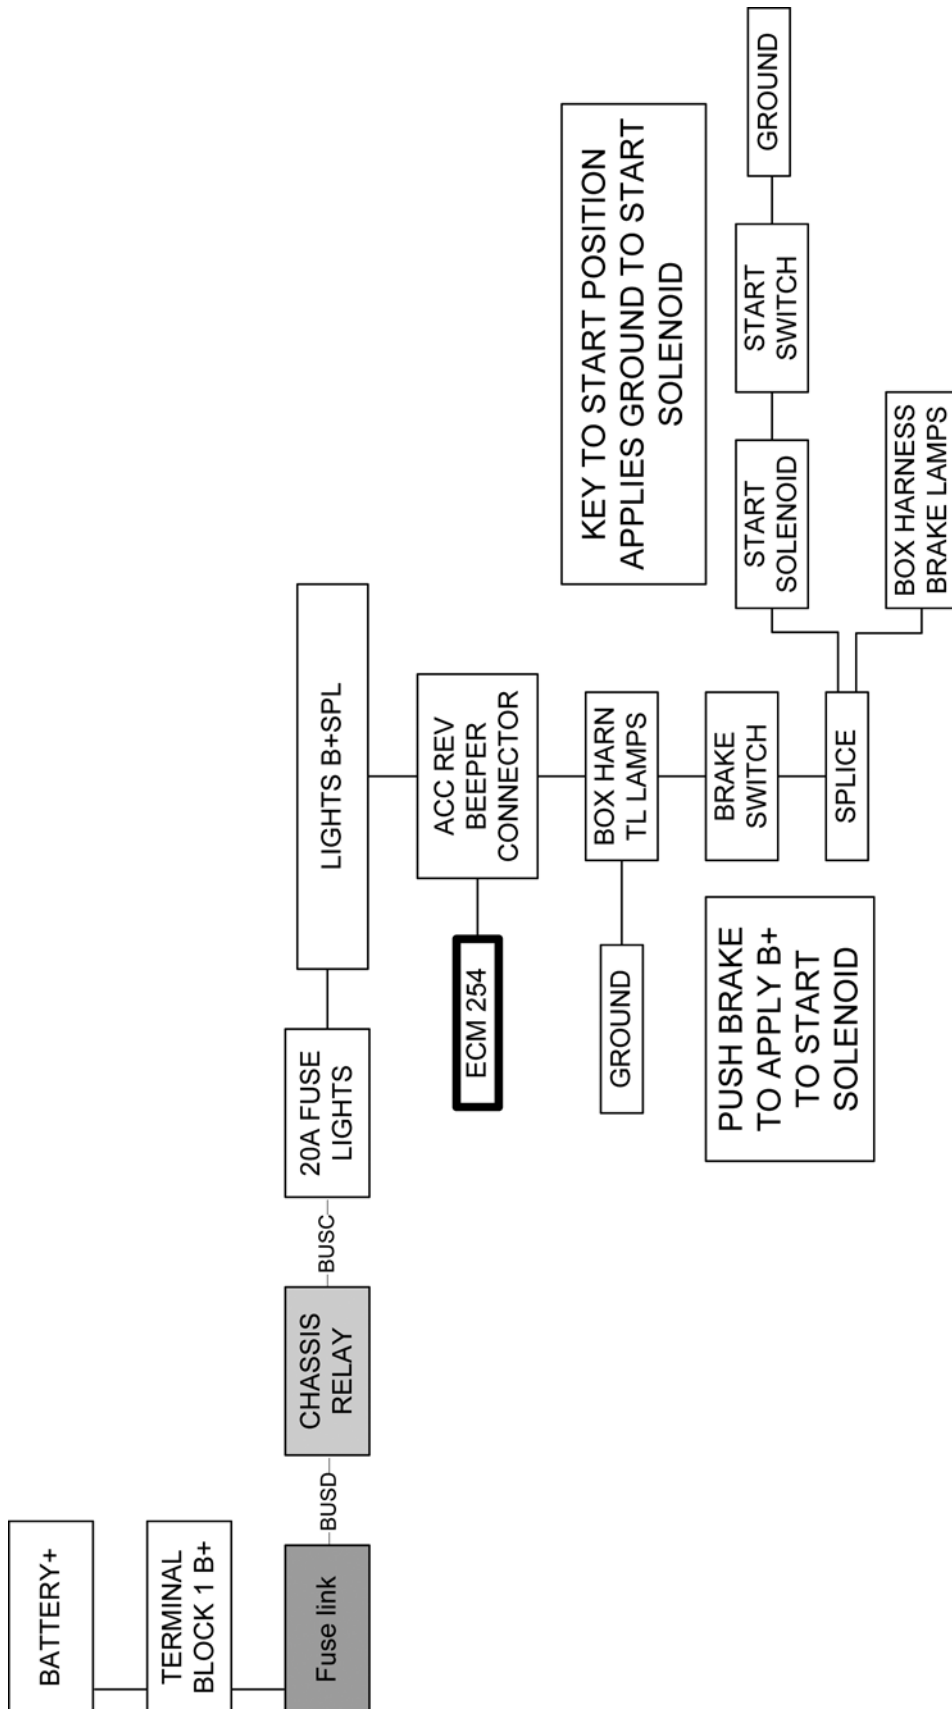 BATTERY+
TERMINAL
BLOCK 1 B+
Fuse link
BUSD
CHASSIS
RELAY
BUSC
20A FUSE
LIGHTS
LIGHTS B+SPL
ECM 254
ACC REV
BEEPER
CONNECTOR
GROUND
BOX HARN
TL LAMPS
PUSH BRAKE
TO APPLY B+
TO START
SOLENOID
BRAKE
SWITCH
SPLICE
KEY TO START POSITION
APPLIES GROUND TO START
SOLENOID
START
SOLENOID
START
SWITCH
GROUND
BOX HARNESS
BRAKE LAMPS